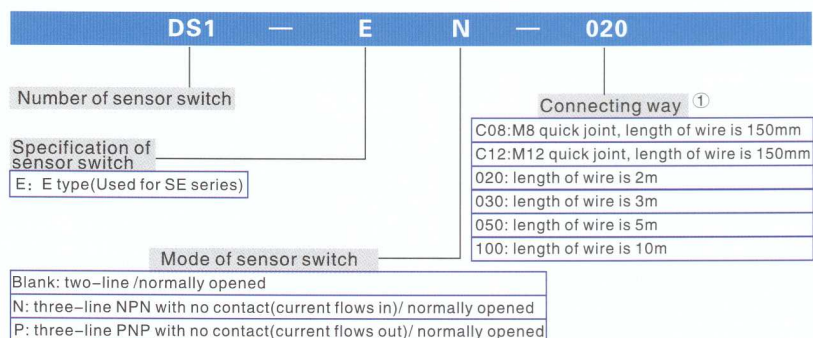 DS1 — E N — 020
Number of sensor switch
Specification of
sensor switch
E: E type(Used for SE series)
Mode of sensor switch
Blank: two-line /normally opened
N: three-line NPN with no contact(current flows in)/ normally opened
P: three-line PNP with no contact(current flows out)/ normally opened
Connecting way ①
C08:M8 quick joint, length of wire is 150mm
C12:M12 quick joint, length of wire is 150mm
020: length of wire is 2m
030: length of wire is 3m
050: length of wire is 5m
100: length of wire is 10m